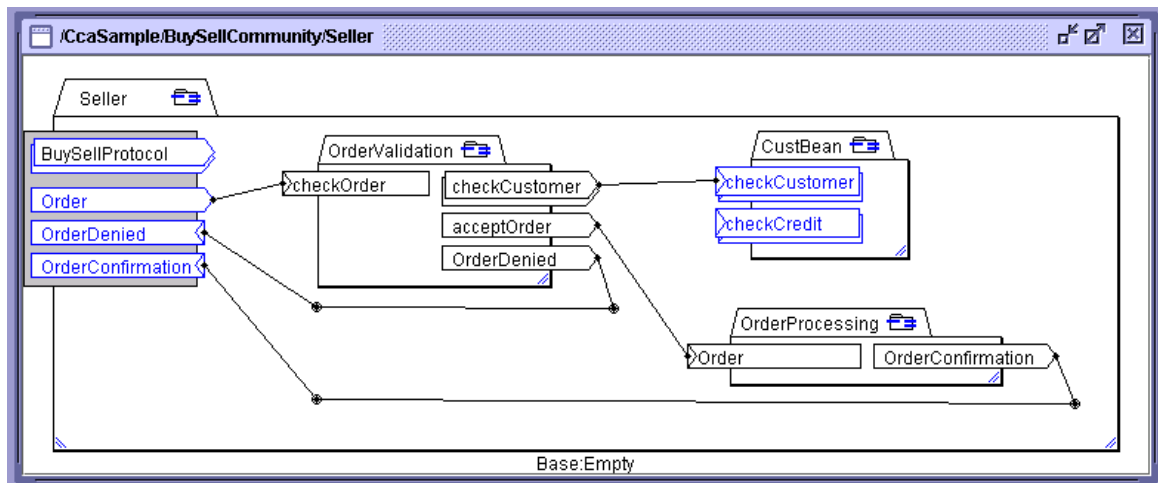 /CcaSample/BuySellCommunity/Seller
Seller
BuySellProtocol
Order
OrderDenied
OrderConfirmation
OrderValidation
checkOrder
checkCustomer
acceptOrder
OrderDenied
CustBean
checkCustomer
checkCredit
OrderProcessing
Order
OrderConfirmation
Base:Empty